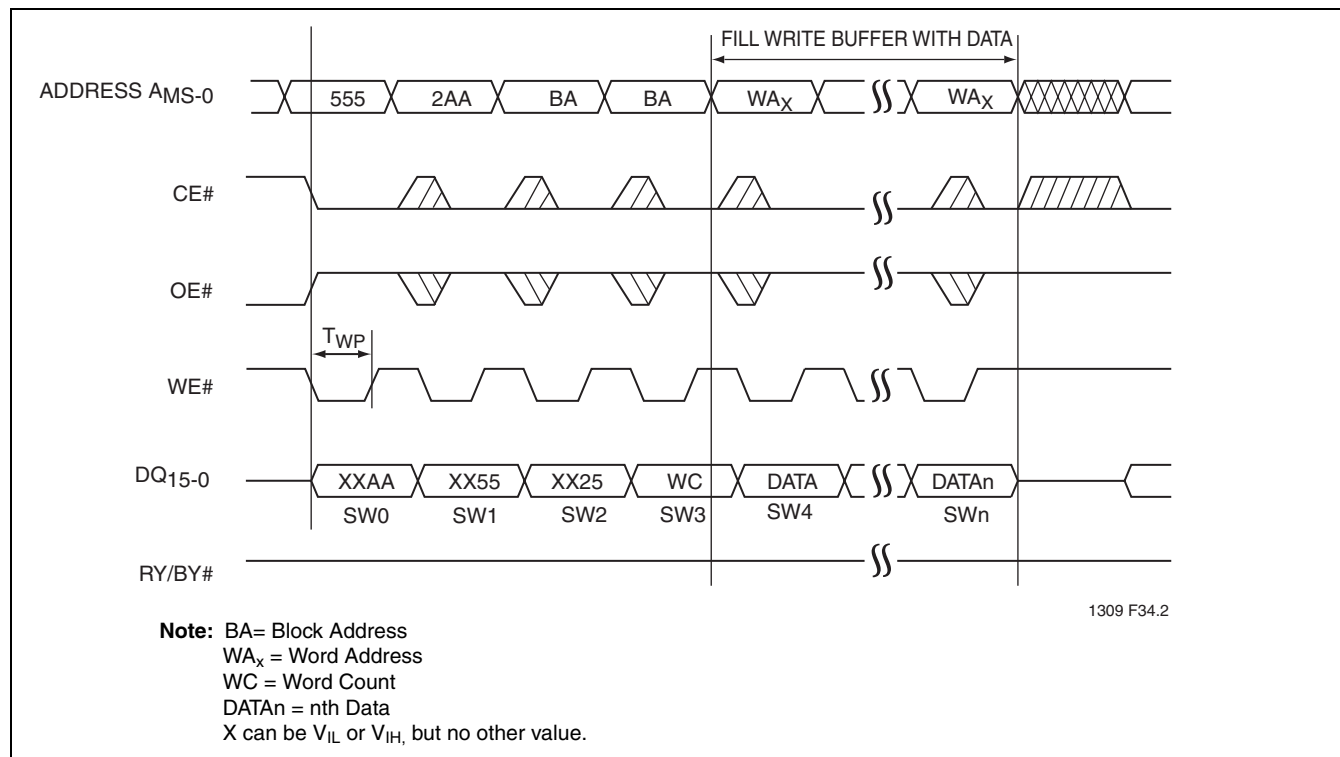 FILL WRITE BUFFER WITH DATA
ADDRESS AMS-0
555 2AA BA BA WAX WAX
CE#
OE#
TWP
WE#
DQ15-0
XXAA XX55 XX25 WC DATA DATAn
SW0 SW1 SW2 SW3 SW4 SWn
RY/BY#
1309 F34.2
Note: BA= Block Address
WAx = Word Address
WC = Word Count
DATAn = nth Data
X can be VIL or VIH, but no other value.